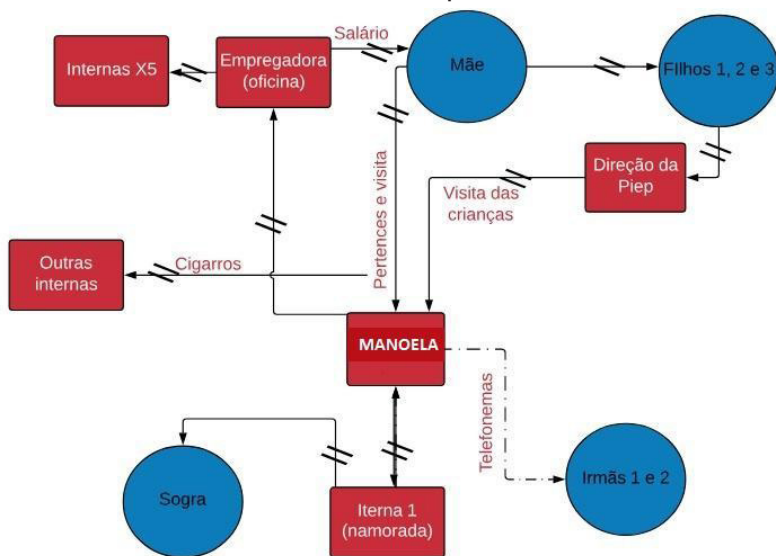 Salário
Internas X5
Empregadora
(oficina)
Mãe
FIlhos 1, 2 e 3
Direção da
Piep
Visita das
crianças
Pertences e visita
Cigarros
Outras
internas
MANOELA
Telefonemas
Sogra
Iterna 1
(namorada)
Irmãs 1 e 2